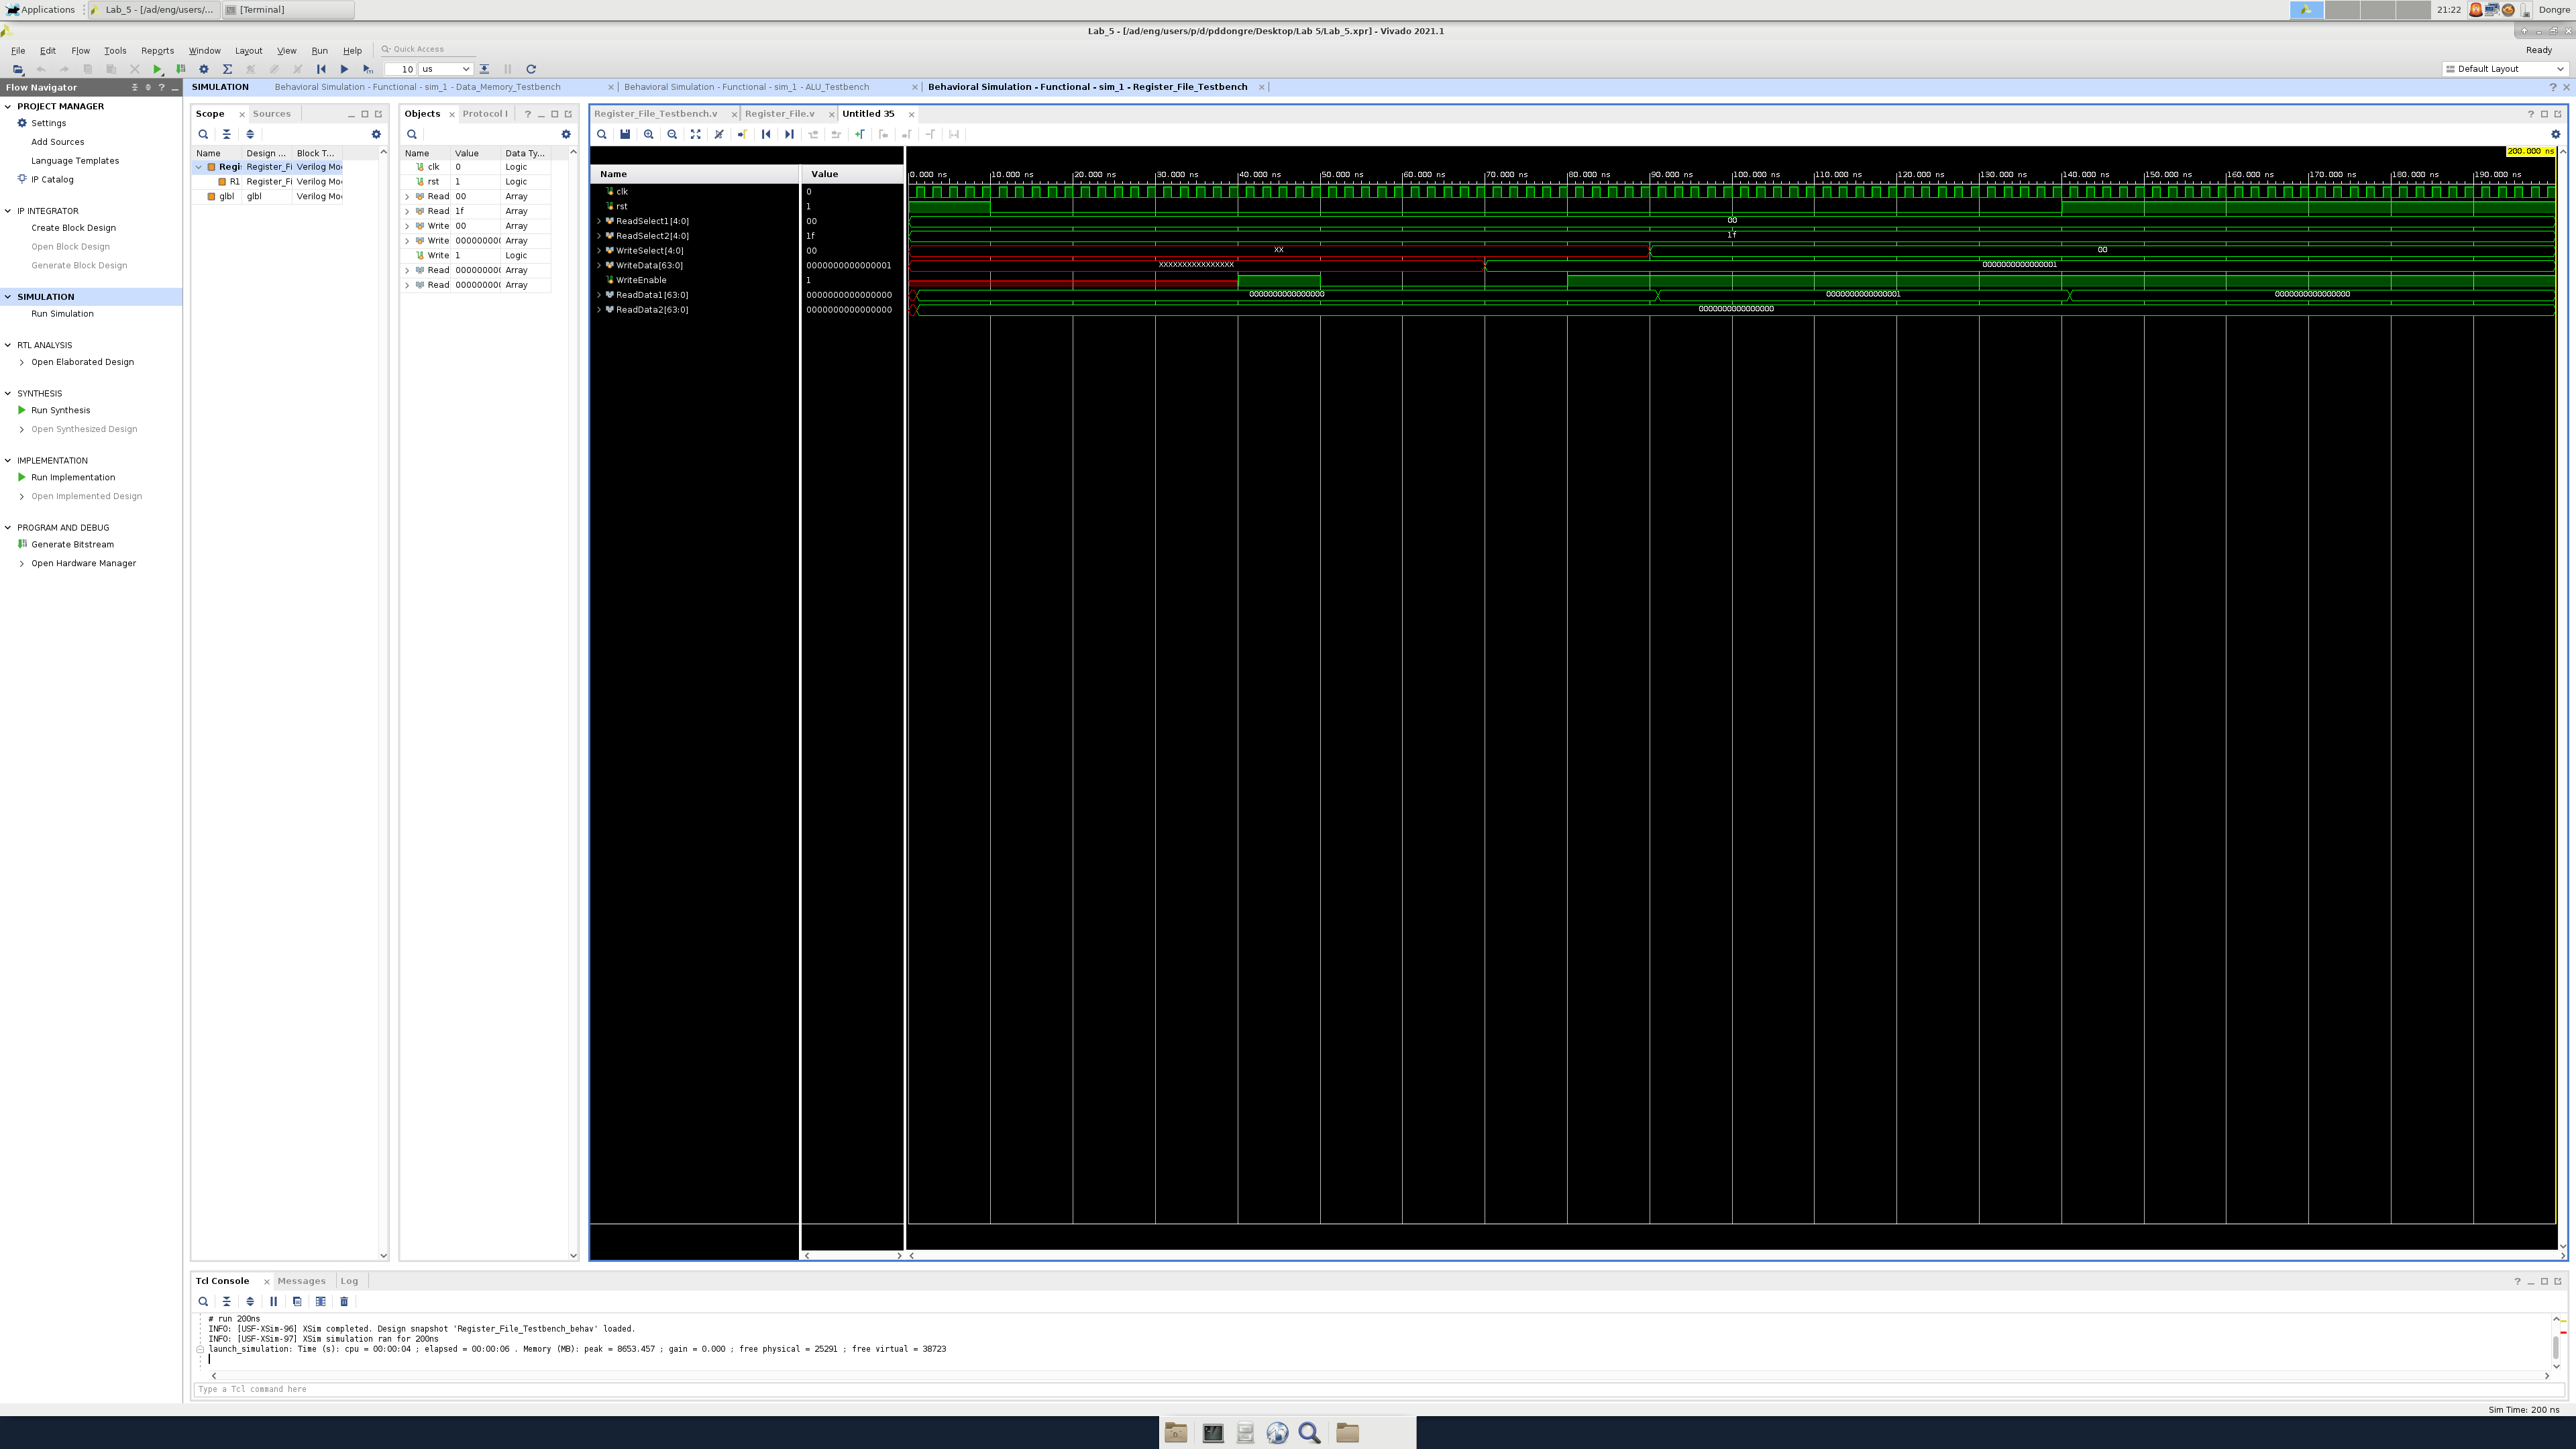 Applications
Lab_5 - [/ad/eng/users/...
[Terminal]
21:22
Dongre
Lab_5 - [/ad/eng/users/p/d/pddongre/Desktop/Lab 5/Lab_5.xpr] - Vivado 2021.1
File Edit Flow Tools Reports Window Layout View Run Help Quick Access
Ready
10 us
Default Layout
Flow Navigator
SIMULATION
Behavioral Simulation - Functional - sim_1 - Data_Memory_Testbench
Behavioral Simulation - Functional - sim_1 - ALU_Testbench
Behavioral Simulation - Functional - sim_1 - Register_File_Testbench
PROJECT MANAGER
Settings
Add Sources
Language Templates
IP Catalog
IP INTEGRATOR
Create Block Design
Open Block Design
Generate Block Design
SIMULATION
Run Simulation
RTL ANALYSIS
Open Elaborated Design
SYNTHESIS
Run Synthesis
Open Synthesized Design
IMPLEMENTATION
Run Implementation
Open Implemented Design
PROGRAM AND DEBUG
Generate Bitstream
Open Hardware Manager
Scope Sources
Name Design ... Block T...
Regi Register_Fi Verilog Mo
R1 Register_Fi Verilog Mo
glbl glbl Verilog Mo
Objects Protocol I
Name Value Data Ty...
clk 0 Logic
rst 1 Logic
Read 00 Array
Read 1f Array
Write 00 Array
Write 000000000 Array
Write 1 Logic
Read 000000000 Array
Read 000000000 Array
Register_File_Testbench.v Register_File.v Untitled 35
200.000 ns
Name Value
0.000 ns 10.000 ns 20.000 ns 30.000 ns 40.000 ns 50.000 ns 60.000 ns 70.000 ns 80.000 ns 90.000 ns 100.000 ns 110.000 ns 120.000 ns 130.000 ns 140.000 ns 150.000 ns 160.000 ns 170.000 ns 180.000 ns 190.000 ns
clk 0
rst 1
ReadSelect1[4:0] 00 00
ReadSelect2[4:0] 1f 1f
WriteSelect[4:0] 00 XX 00
WriteData[63:0] 0000000000000001 XXXXXXXXXXXXXXXX 0000000000000001
WriteEnable 1
ReadData1[63:0] 0000000000000000 0000000000000000 0000000000000001 0000000000000000
ReadData2[63:0] 0000000000000000 0000000000000000
Tcl Console Messages Log
# run 200ns
INFO: [USF-XSim-96] XSim completed. Design snapshot 'Register_File_Testbench_behav' loaded.
INFO: [USF-XSim-97] XSim simulation ran for 200ns
launch_simulation: Time (s): cpu = 00:00:04 ; elapsed = 00:00:06 . Memory (MB): peak = 8653.457 ; gain = 0.000 ; free physical = 25291 ; free virtual = 38723
Type a Tcl command here
Sim Time: 200 ns